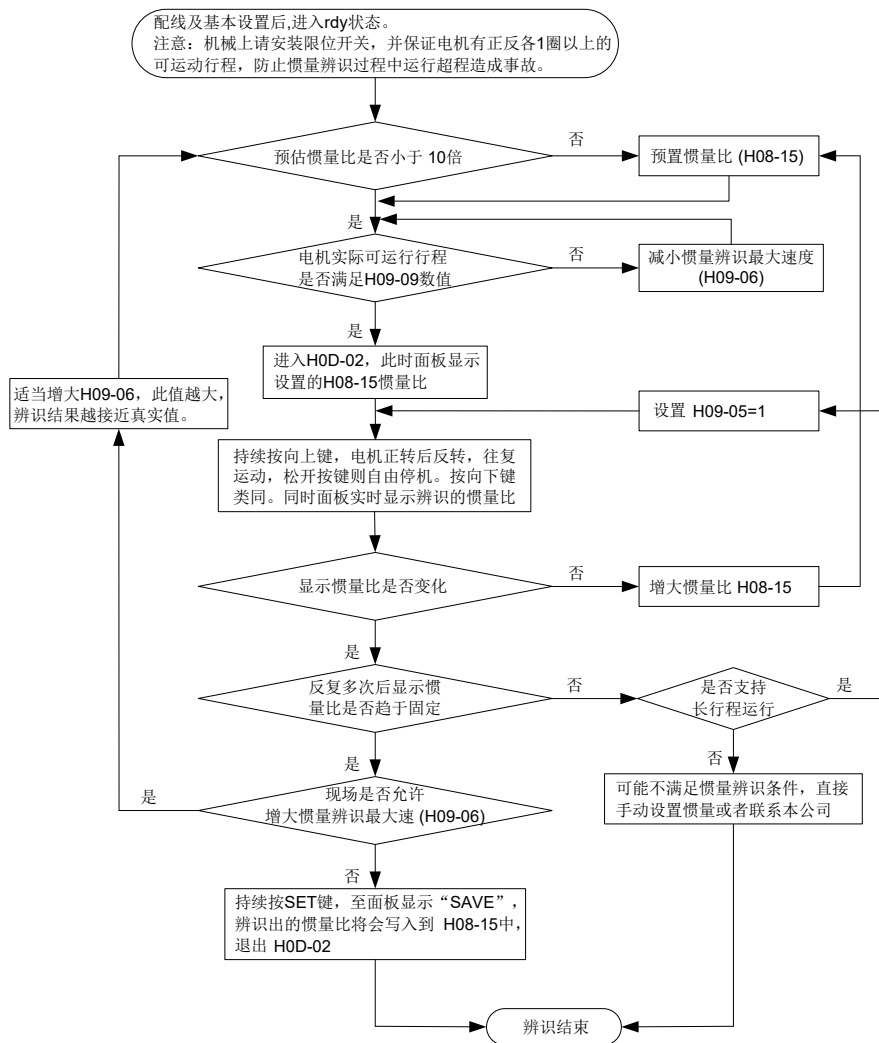 配线及基本设置后,进入rdy状态。
注意：机械上请安装限位开关，并保证电机有正反各1圈以上的
可运动行程，防止惯量辨识过程中运行超程造成事故。
预估惯量比是否小于 10倍
否
预置惯量比 (H08-15)
是
电机实际可运行行程
是否满足H09-09数值
否
减小惯量辨识最大速度
(H09-06)
是
进入H0D-02，此时面板显示
设置的H08-15惯量比
适当增大H09-06，此值越大，
辨识结果越接近真实值。
设置 H09-05=1
持续按向上键，电机正转后反转，往复
运动，松开按键则自由停机。按向下键
类同。同时面板实时显示辨识的惯量比
显示惯量比是否变化
否
增大惯量比 H08-15
是
反复多次后显示惯
量比是否趋于固定
否
是否支持
长行程运行
是
是
否
现场是否允许
增大惯量辨识最大速 (H09-06)
是
可能不满足惯量辨识条件，直接
手动设置惯量或者联系本公司
否
持续按SET键，至面板显示“SAVE”，
辨识出的惯量比将会写入到 H08-15中，
退出 H0D-02
辨识结束